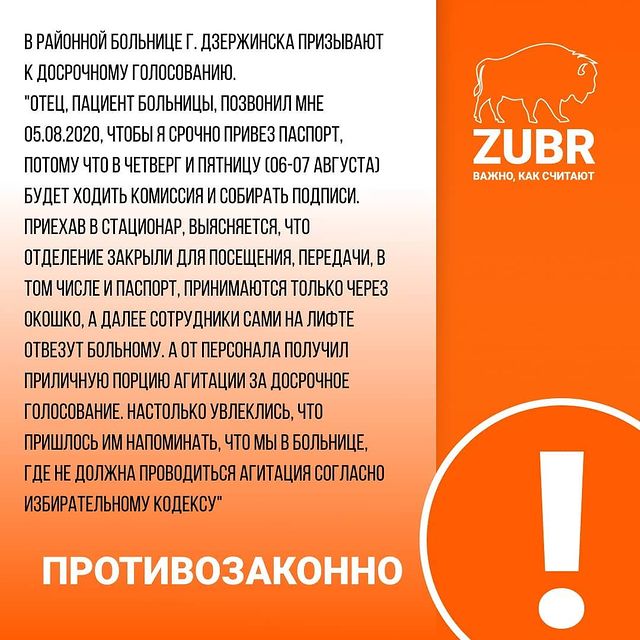 В РАЙОННОЙ БОЛЬНИЦЕ Г. ДЗЕРЖИНСКА ПРИЗЫВАЮТ
К ДОСРОЧНОМУ ГОЛОСОВАНИЮ.
"ОТЕЦ, ПАЦИЕНТ БОЛЬНИЦЫ, ПОЗВОНИЛ МНЕ
05.08.2020, ЧТОБЫ Я СРОЧНО ПРИВЕЗ ПАСПОРТ,
ПОТОМУ ЧТО В ЧЕТВЕРГ И ПЯТНИЦУ (06-07 АВГУСТА)
БУДЕТ ХОДИТЬ КОМИССИЯ И СОБИРАТЬ ПОДПИСИ.
ПРИЕХАВ В СТАЦИОНАР, ВЫЯСНЯЕТСЯ, ЧТО
ОТДЕЛЕНИЕ ЗАКРЫЛИ ДЛЯ ПОСЕЩЕНИЯ, ПЕРЕДАЧИ, В
ТОМ ЧИСЛЕ И ПАСПОРТ, ПРИНИМАЮТСЯ ТОЛЬКО ЧЕРЕЗ
ОКОШКО, А ДАЛЕЕ СОТРУДНИКИ САМИ НА ЛИФТЕ
ОТВЕЗУТ БОЛЬНОМУ. А ОТ ПЕРСОНАЛА ПОЛУЧИЛ
ПРИЛИЧНУЮ ПОРЦИЮ АГИТАЦИИ ЗА ДОСРОЧНОЕ
ГОЛОСОВАНИЕ. НАСТОЛЬКО УВЛЕКЛИСЬ, ЧТО
ПРИШЛОСЬ ИМ НАПОМИНАТЬ, ЧТО МЫ В БОЛЬНИЦЕ,
ГДЕ НЕ ДОЛЖНА ПРОВОДИТЬСЯ АГИТАЦИЯ СОГЛАСНО
ИЗБИРАТЕЛЬНОМУ КОДЕКСУ"
ПРОТИВОЗАКОННО
ZUBR
ВАЖНО, КАК СЧИТАЮТ
!